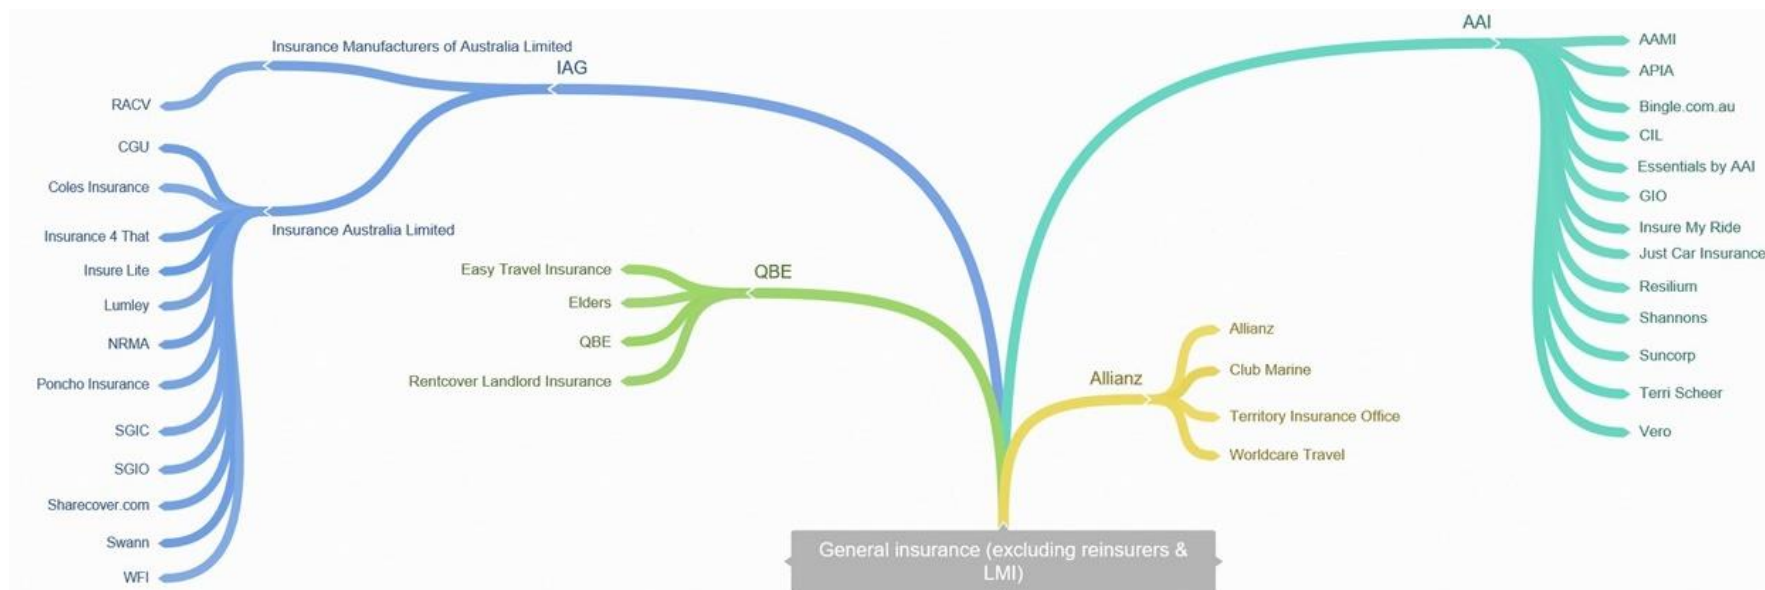 AAI
Insurance Manufacturers of Australia Limited
IAG
RACV
CGU
Coles Insurance
Insurance 4 That
Insurance Australia Limited
Insure Lite
Lumley
NRMA
Poncho Insurance
SGIC
SGIO
Sharecover.com
Swann
WFI
QBE
Easy Travel Insurance
Elders
QBE
Rentcover Landlord Insurance
Allianz
Allianz
Club Marine
Territory Insurance Office
Worldcare Travel
AAMI
APIA
Bingle.com.au
CIL
Essentials by AAI
GIO
Insure My Ride
Just Car Insurance
Resilium
Shannons
Suncorp
Terri Scheer
Vero
General insurance (excluding reinsurers &
LMI)